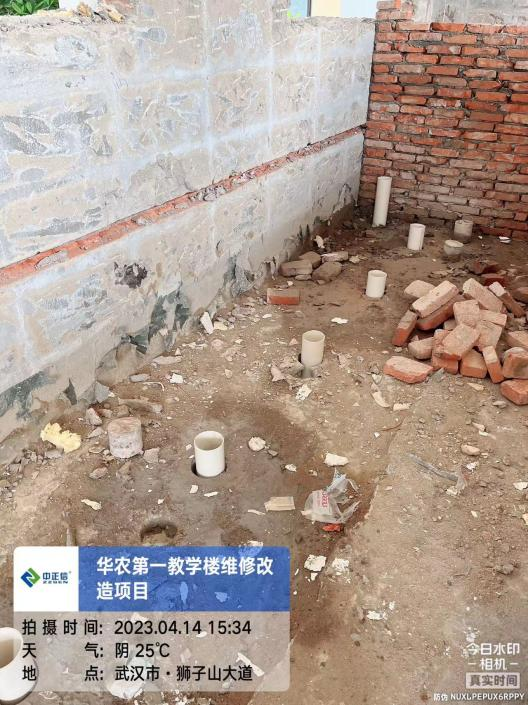 中正信
ZZSEN
华农第一教学楼维修改
造项目
拍摄时间: 2023.04.14 15:34
天 气: 阴 25℃
地 点: 武汉市·狮子山大道
今日水印
-相机-
真实时间
防伪 NUXLPEPUX6RPPY